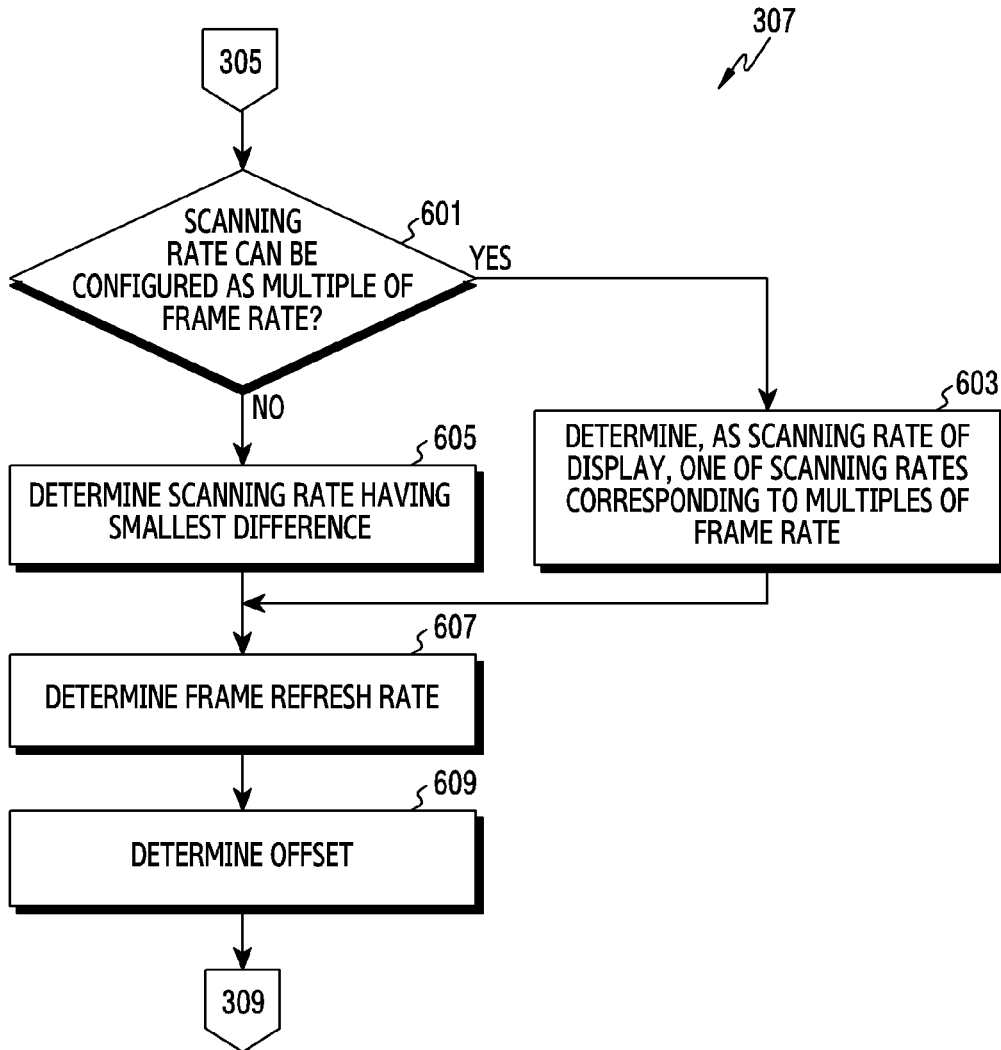 307
305
SCANNING
RATE CAN BE
CONFIGURED AS MULTIPLE OF
FRAME RATE?
601
YES
NO
603
DETERMINE, AS SCANNING RATE OF
DISPLAY, ONE OF SCANNING RATES
CORRESPONDING TO MULTIPLES OF
FRAME RATE
605
DETERMINE SCANNING RATE HAVING
SMALLEST DIFFERENCE
607
DETERMINE FRAME REFRESH RATE
609
DETERMINE OFFSET
309